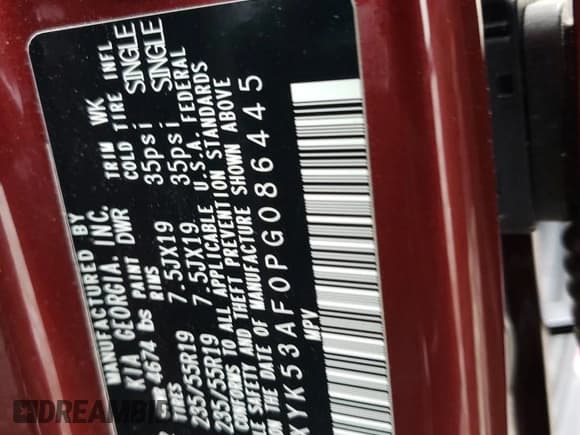 MANUFACTURED BY
KIA GEORGIA, INC.
4674 lbs PAINT DWR TRIM WK
TIRES RIMS COLD TIRE INFL
235/55R19 7.5JX19 35psi SINGLE
235/55R19 7.5JX19 35psi SINGLE
CONFORMS TO ALL APPLICABLE U.S.A. FEDERAL
SAFETY AND THEFT PREVENTION STANDARDS
ON THE DATE OF MANUFACTURE SHOWN ABOVE
XYK53AF0PG086445
MPV
DREAMBID